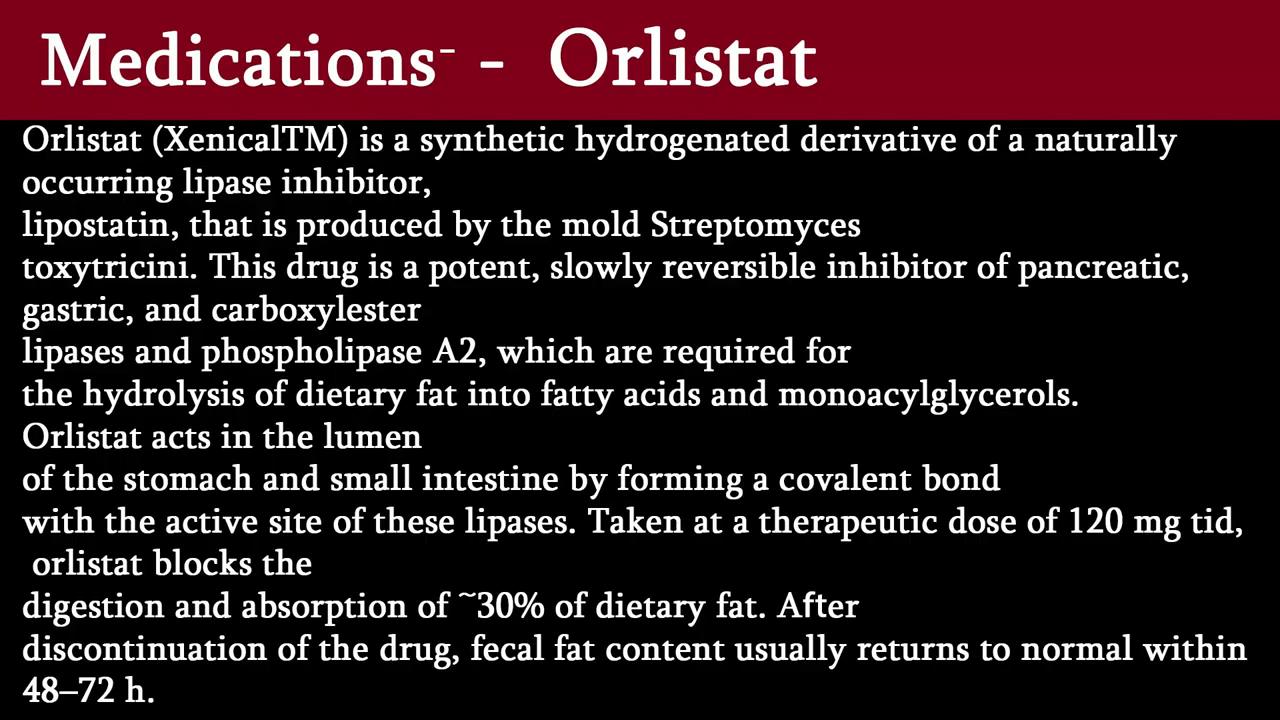 Medications⁻ - Orlistat
Orlistat (XenicalTM) is a synthetic hydrogenated derivative of a naturally
occurring lipase inhibitor,
lipostatin, that is produced by the mold Streptomyces
toxytricini. This drug is a potent, slowly reversible inhibitor of pancreatic,
gastric, and carboxylester
lipases and phospholipase A2, which are required for
the hydrolysis of dietary fat into fatty acids and monoacylglycerols.
Orlistat acts in the lumen
of the stomach and small intestine by forming a covalent bond
with the active site of these lipases. Taken at a therapeutic dose of 120 mg tid,
orlistat blocks the
digestion and absorption of ~30% of dietary fat. After
discontinuation of the drug, fecal fat content usually returns to normal within
48–72 h.